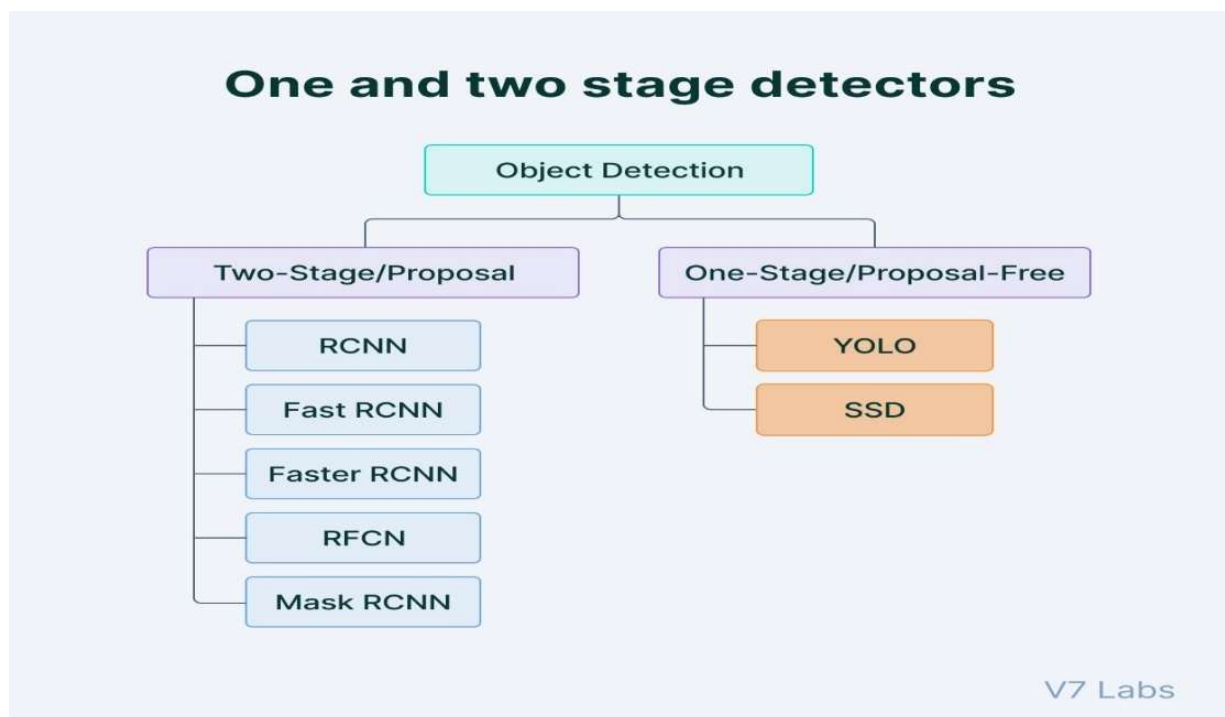 One and two stage detectors
Object Detection
Two-Stage/Proposal
One-Stage/Proposal-Free
RCNN
Fast RCNN
Faster RCNN
RFCN
Mask RCNN
YOLO
SSD
V7 Labs